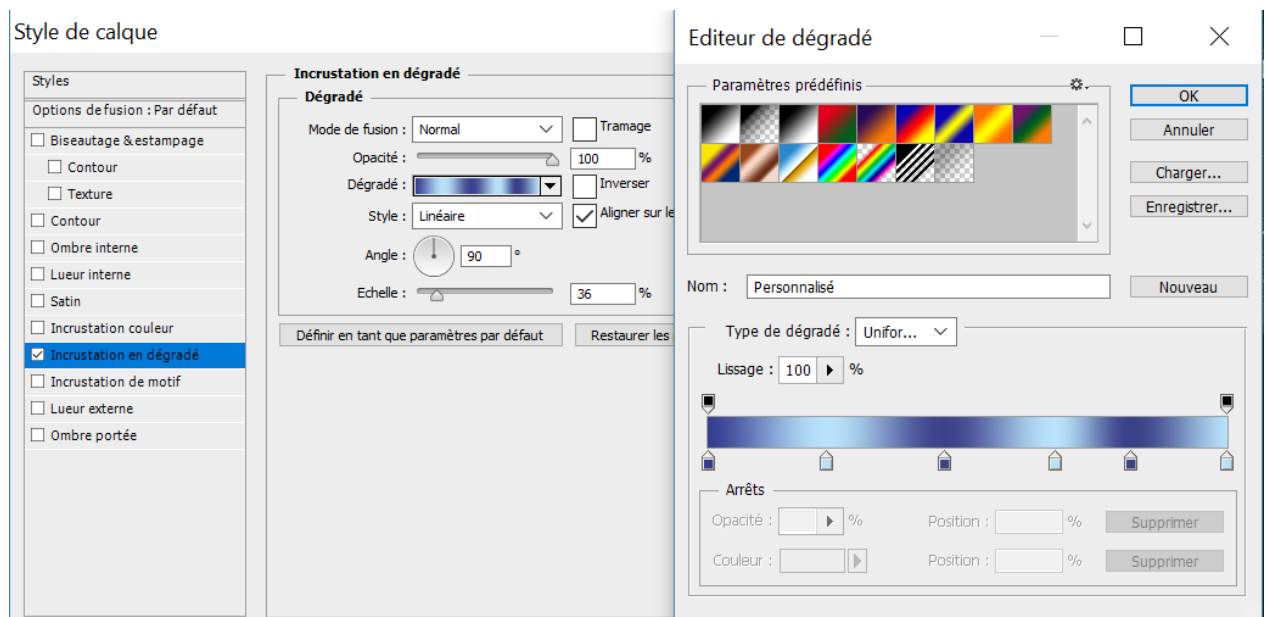 Style de calque
Styles
Options de fusion : Par défaut
Biseautage & estampage
Contour
Texture
Contour
Ombre interne
Lueur interne
Satin
Incrustation couleur
Incrustation en dégradé
Incrustation de motif
Lueur externe
Ombre portée
Incrustation en dégradé
Dégradé
Mode de fusion : Normal Tramage
Opacité : 100 %
Dégradé : Inverser
Style : Linéaire Aligner sur le
Angle : 90 °
Echelle : 36 %
Définir en tant que paramètres par défaut Restaurer les
Editeur de dégradé
Paramètres prédéfinis
OK
Annuler
Charger...
Enregistrer...
Nom : Personnalisé Nouveau
Type de dégradé : Unifor...
Lissage : 100 %
Arrêts
Opacité : % Position : % Supprimer
Couleur : Position : % Supprimer